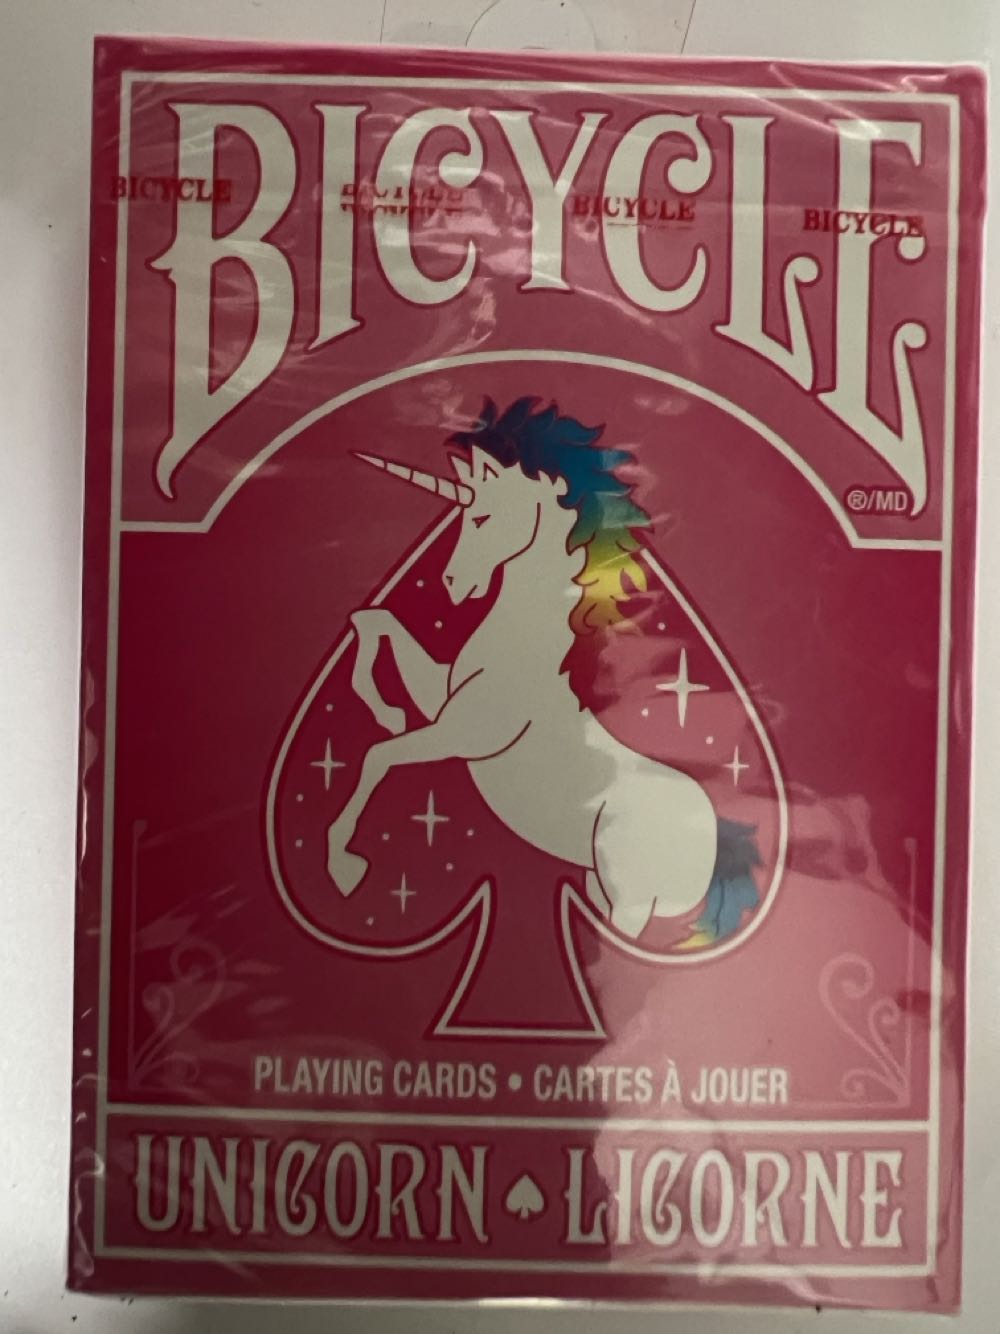 BICYCLE
BICYCLE BICYCLE BICYCLE BICYCLE
®/MD
PLAYING CARDS • CARTES À JOUER
UNICORN ♠ LICORNE